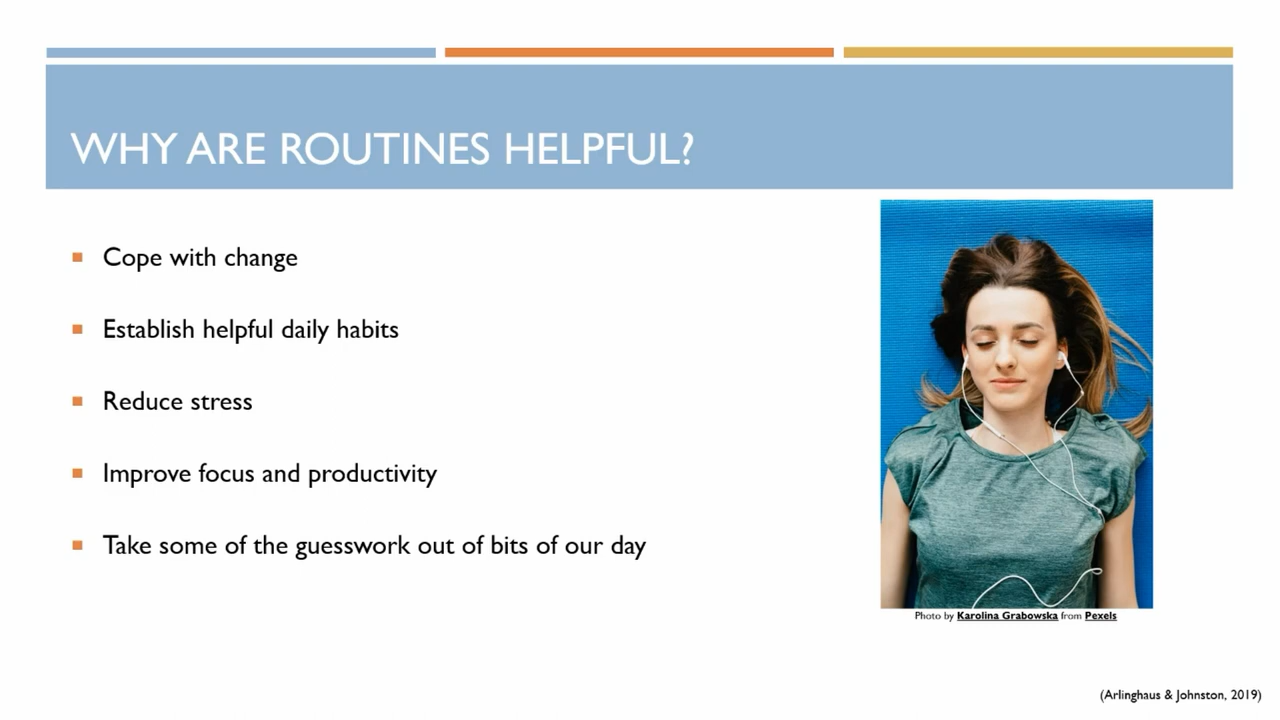 WHY ARE ROUTINES HELPFUL?
Cope with change
Establish helpful daily habits
Reduce stress
Improve focus and productivity
Take some of the guesswork out of bits of our day
Photo by Karolina Grabowska from Pexels
(Arlinghaus & Johnston, 2019)